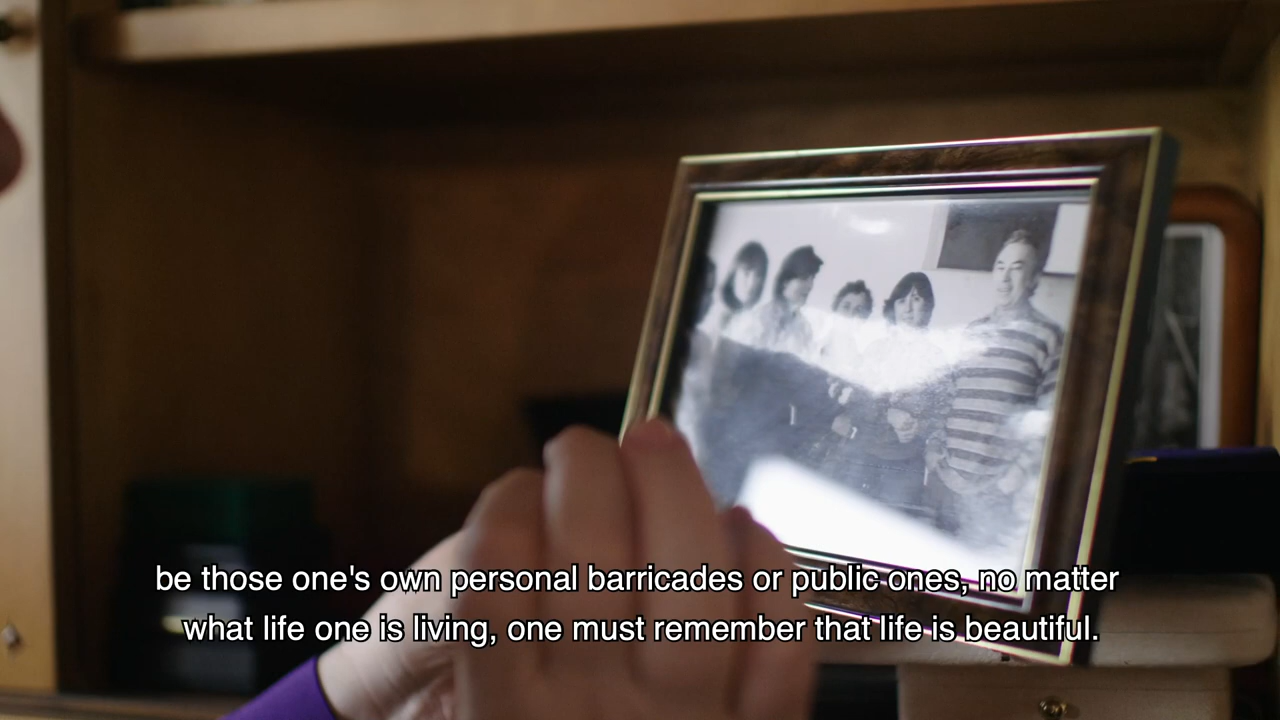 be those one's own personal barricades or public ones, no matter
what life one is living, one must remember that life is beautiful.